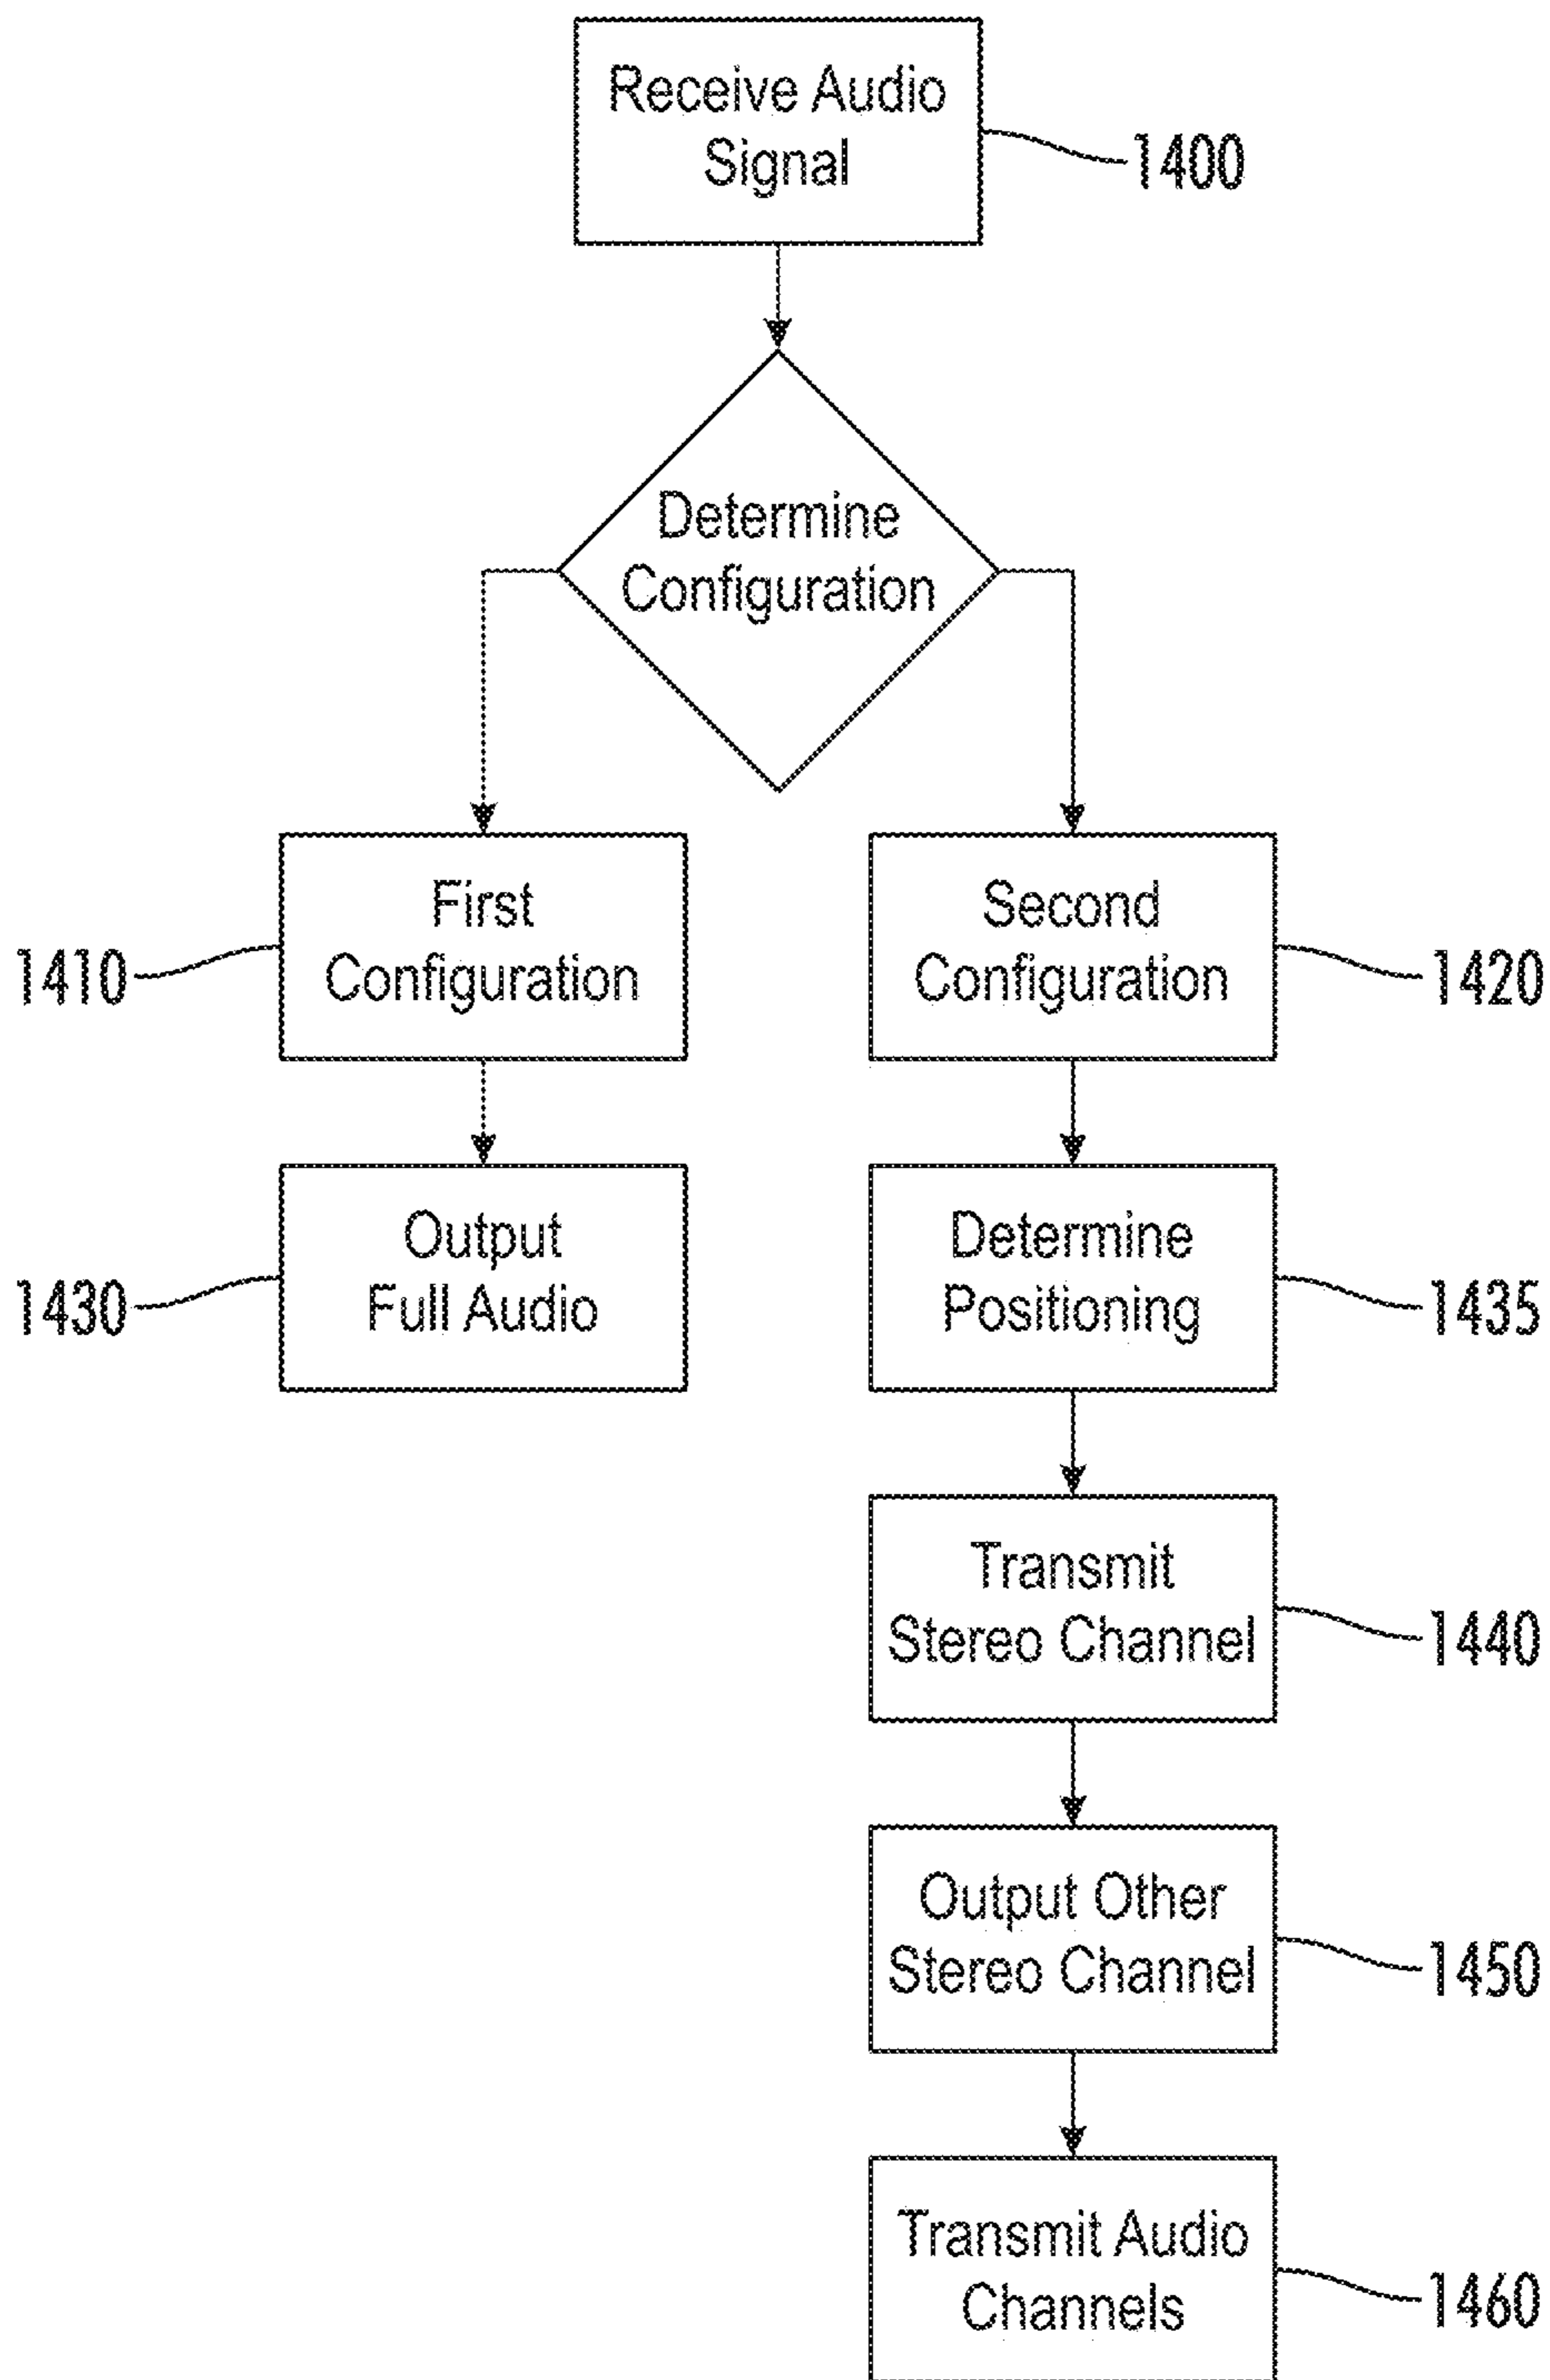 Receive Audio
Signal
1400
Determine
Configuration
First
Configuration
1410
Second
Configuration
1420
Output
Full Audio
1430
Determine
Positioning
1435
Transmit
Stereo Channel
1440
Output Other
Stereo Channel
1450
Transmit Audio
Channels
1460